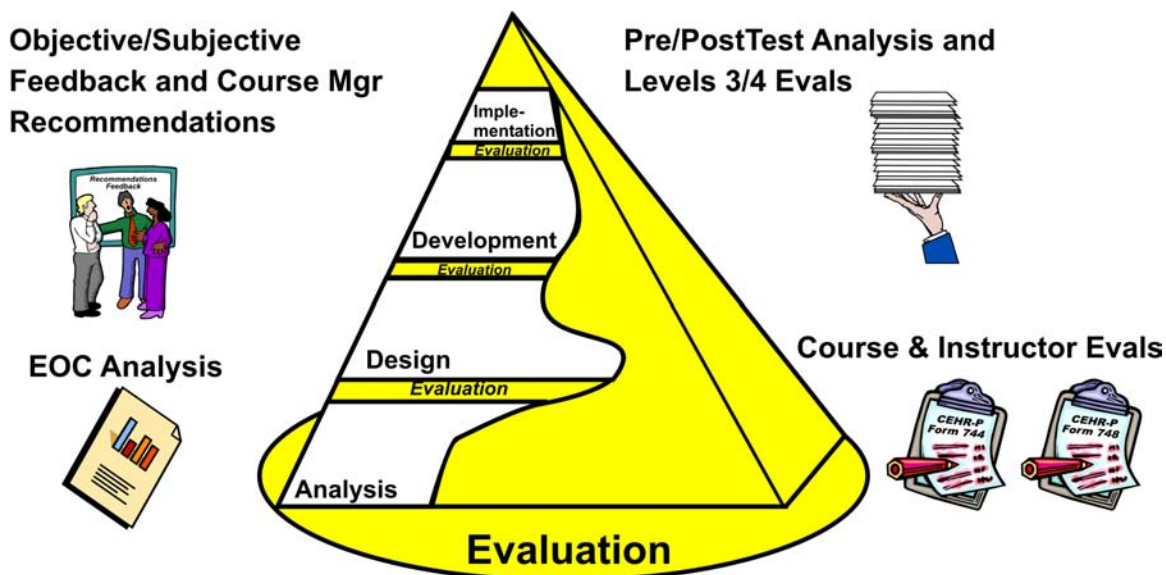 Objective/Subjective
Feedback and Course Mgr
Recommendations
Pre/PostTest Analysis and
Levels 3/4 Evals
Recommendations
Feedback
Imple-
mentation
Evaluation
Development
Evaluation
Design
Evaluation
Analysis
Evaluation
EOC Analysis
Course & Instructor Evals
CEHR-P
Form 744
CEHR-P
Form 748